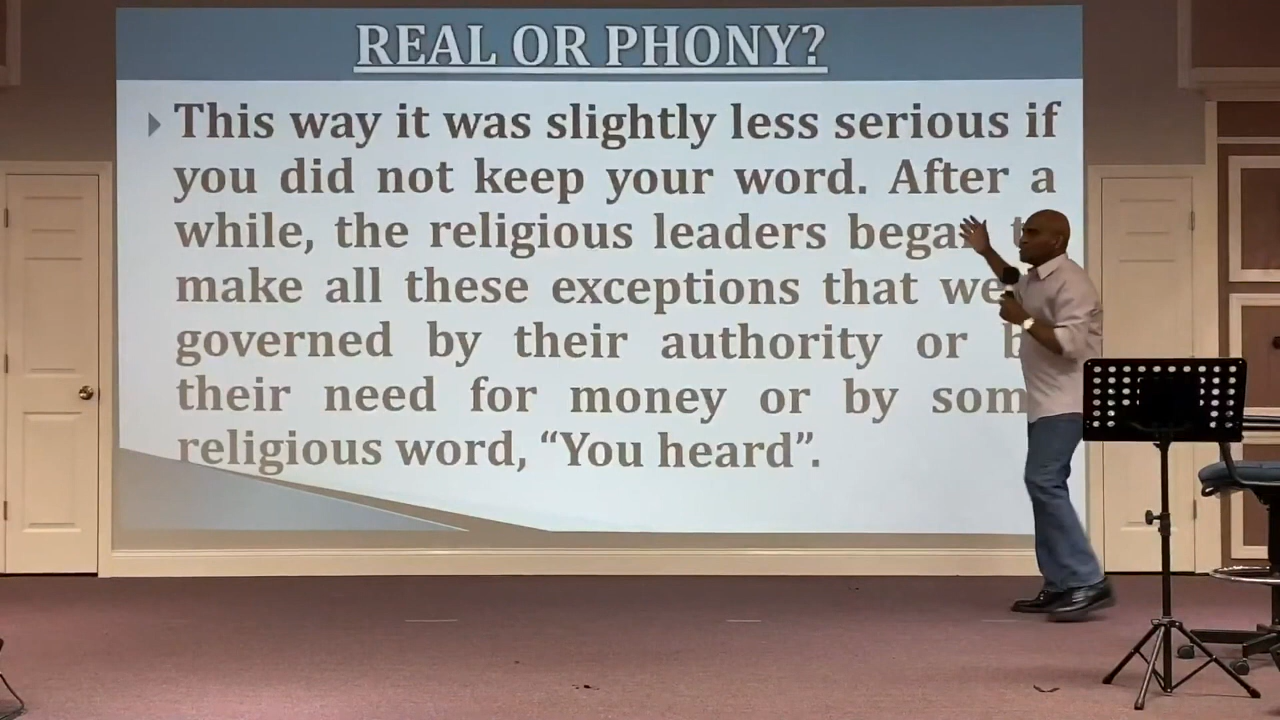 REAL OR PHONY?
This way it was slightly less serious if
you did not keep your word. After a
while, the religious leaders began
make all these exceptions that
governed by their authority or
their need for money or by
religious word, “You heard”.